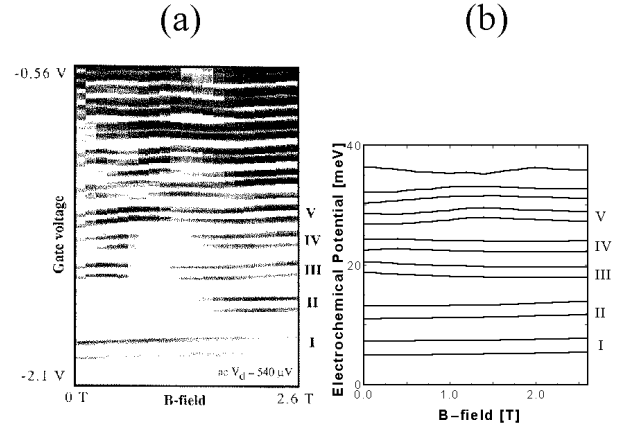 (a)
(b)
-0.56 V
Gate voltage
V
IV
III
II
I
ac V_d = 540 μV
-2.1 V
0 T
B-field
2.6 T
Electrochemical Potential [meV]
40
20
0
V
IV
III
II
I
0.0
1.0
2.0
B-field [T]